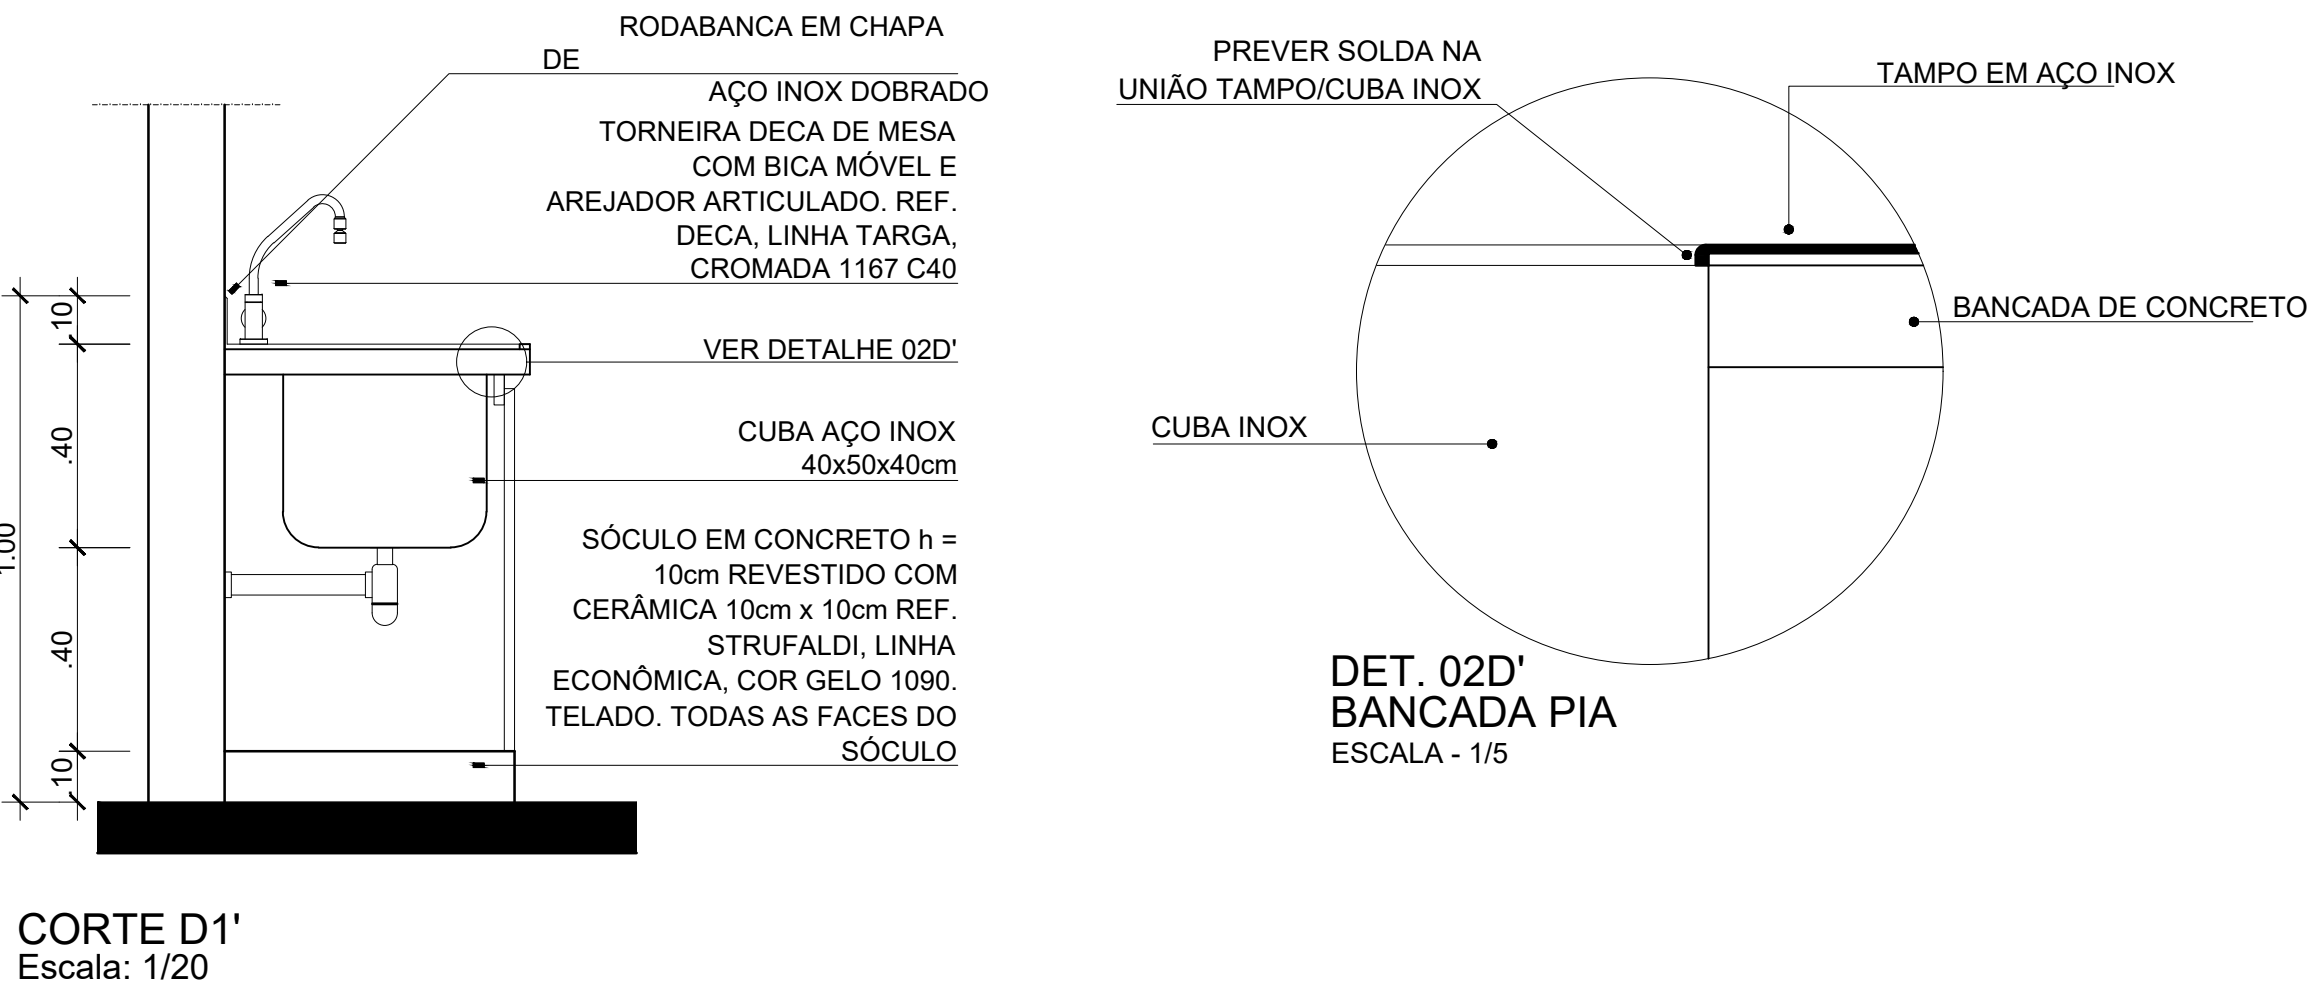 RODABANCA EM CHAPA
DE
AÇO INOX DOBRADO
TORNEIRA DECA DE MESA
COM BICA MÓVEL E
AREJADOR ARTICULADO. REF.
DECA, LINHA TARGA,
CROMADA 1167 C40
VER DETALHE 02D'
CUBA AÇO INOX
40x50x40cm
SÓCULO EM CONCRETO h =
10cm REVESTIDO COM
CERÂMICA 10cm x 10cm REF.
STRUFALDI, LINHA
ECONÔMICA, COR GELO 1090.
TELADO. TODAS AS FACES DO
SÓCULO
.10
.40
.40
.10
1.00
CORTE D1'
Escala: 1/20
PREVER SOLDA NA
UNIÃO TAMPO/CUBA INOX
TAMPO EM AÇO INOX
BANCADA DE CONCRETO
CUBA INOX
DET. 02D'
BANCADA PIA
ESCALA - 1/5